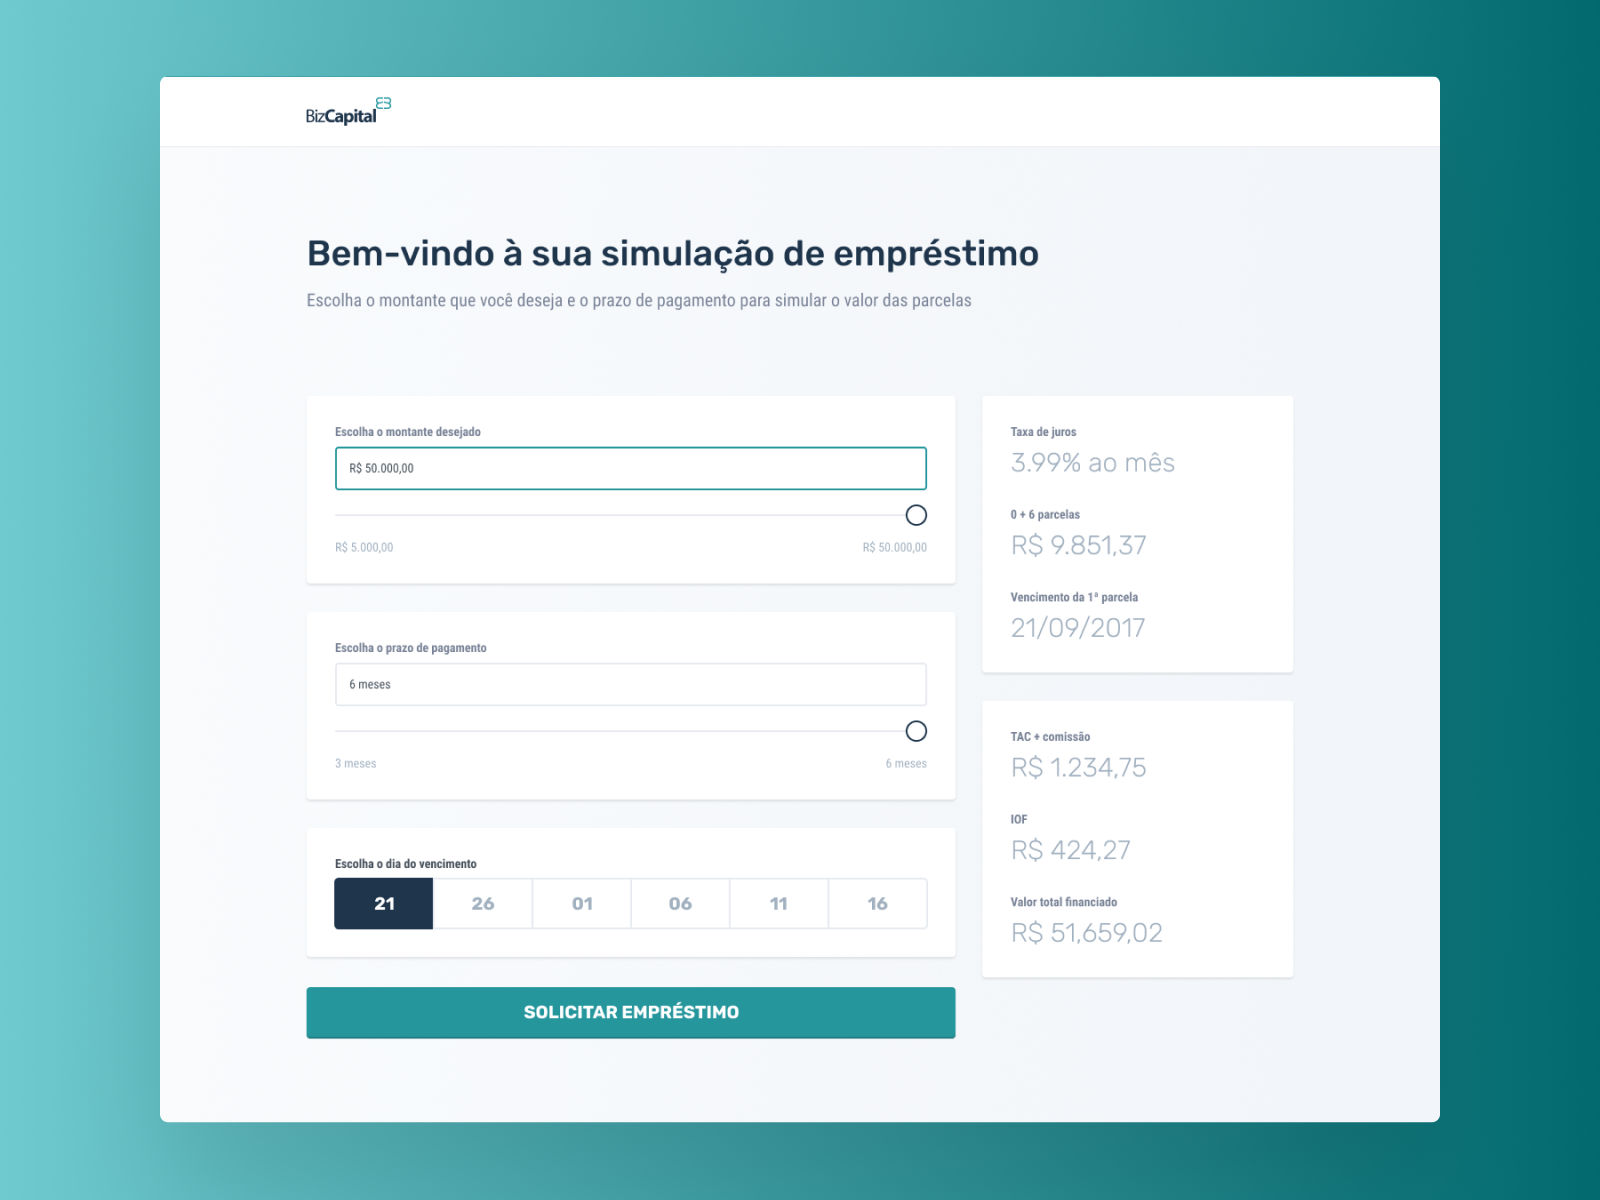 BizCapital
Bem-vindo à sua simulação de empréstimo
Escolha o montante que você deseja e o prazo de pagamento para simular o valor das parcelas
Escolha o montante desejado
R$ 50.000,00
R$ 5.000,00 R$ 50.000,00
Escolha o prazo de pagamento
6 meses
3 meses 6 meses
Escolha o dia do vencimento
21 26 01 06 11 16
SOLICITAR EMPRÉSTIMO
Taxa de juros
3.99% ao mês
0 + 6 parcelas
R$ 9.851,37
Vencimento da 1ª parcela
21/09/2017
TAC + comissão
R$ 1.234,75
IOF
R$ 424,27
Valor total financiado
R$ 51,659,02